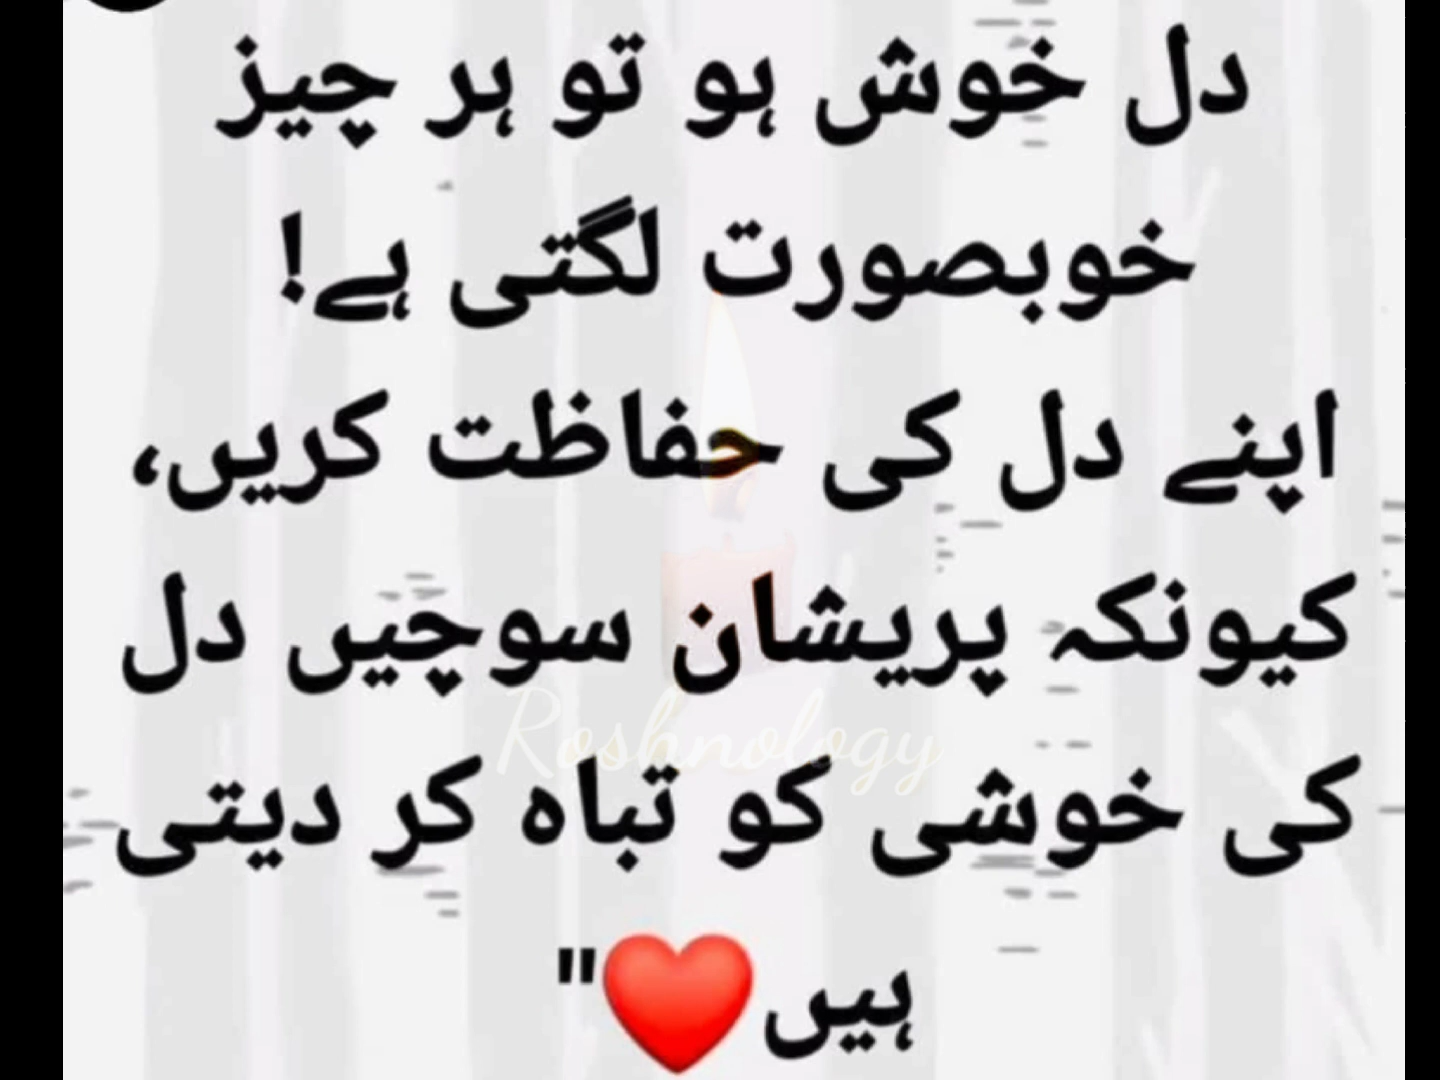 دل خوش ہو تو ہر چیز
خوبصورت لگتی ہے!
اپنے دل کی حفاظت کریں،
کیونکہ پریشان سوچیں دل
Roshnology
کی خوشی کو تباہ کر دیتی
ہیں❤️"